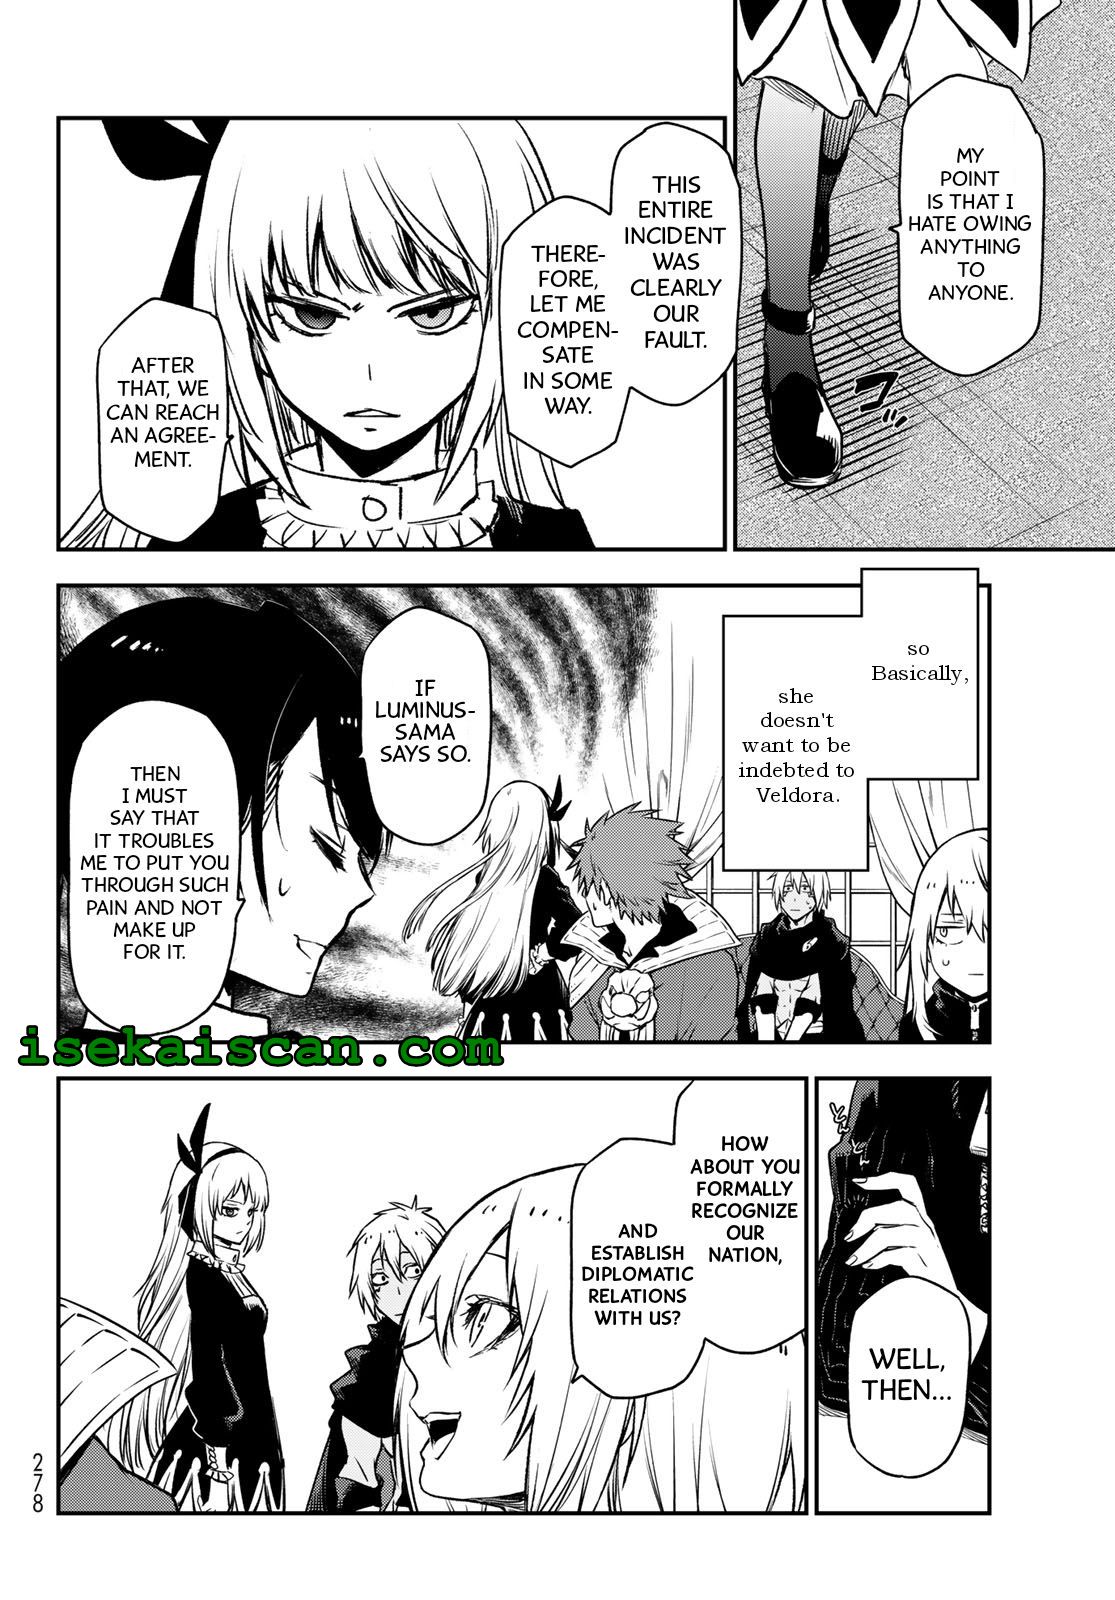 MY
POINT
IS THAT I
HATE OWING
ANYTHING
TO
ANYONE.
THIS
ENTIRE
INCIDENT
WAS
CLEARLY
OUR
FAULT.
THERE-
FORE,
LET ME
COMPEN-
SATE
IN SOME
WAY.
AFTER
THAT, WE
CAN REACH
AN AGREE-
MENT.
so
Basically,
she
doesn't
want to be
indebted to
Veldora.
IF
LUMINUS-
SAMA
SAYS SO.
THEN
I MUST
SAY THAT
IT TROUBLES
ME TO PUT YOU
THROUGH SUCH
PAIN AND NOT
MAKE UP
FOR IT.
isekaiscan.com
とんとん
WELL,
THEN...
HOW
ABOUT YOU
FORMALLY
RECOGNIZE
OUR
NATION,
AND
ESTABLISH
DIPLOMATIC
RELATIONS
WITH US?
278